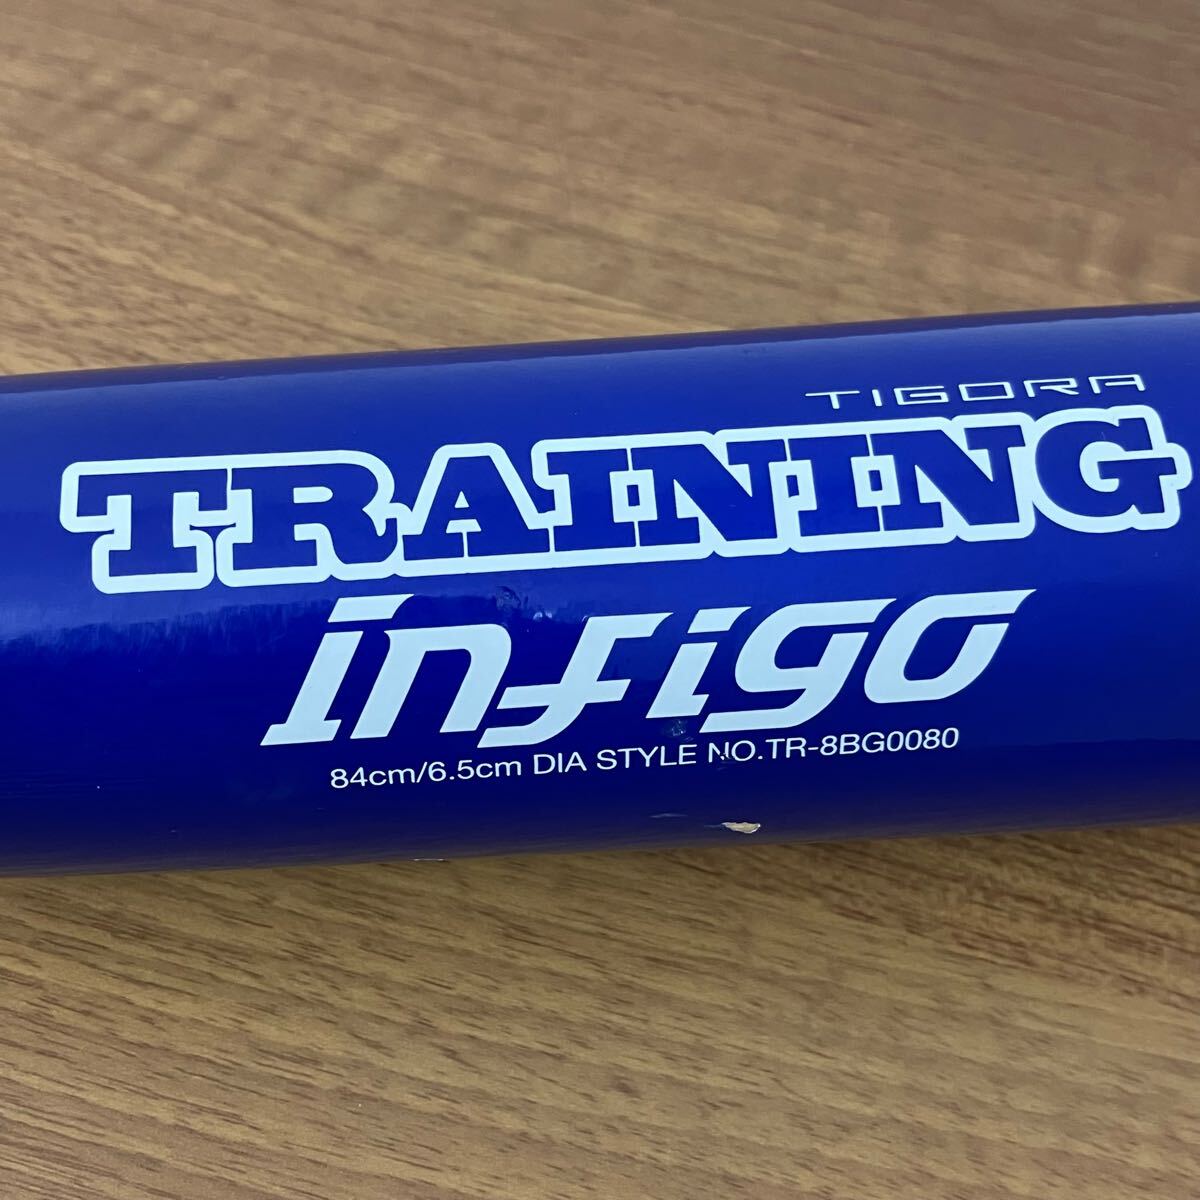 TIGORA
TRAINING
infigo
84cm/6.5cm DIA STYLE NO.TR-8BG0080